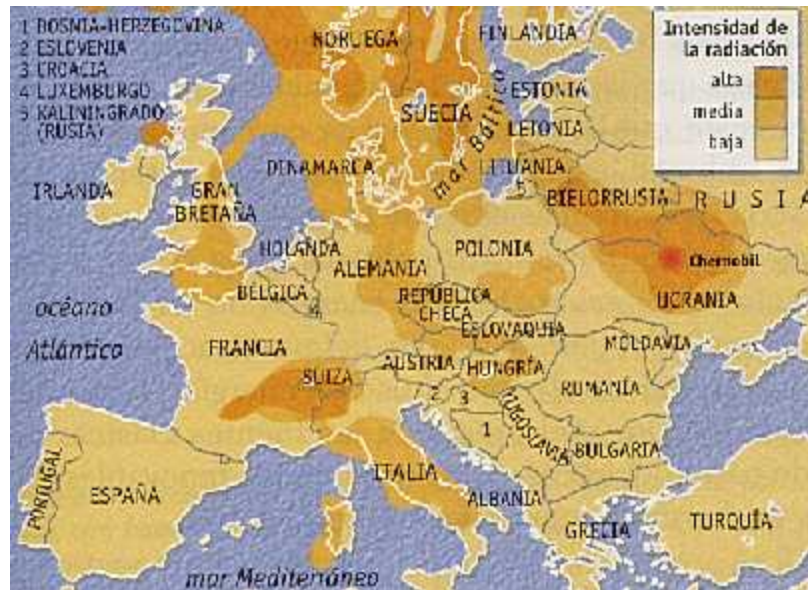 1 BOSNIA-HERZEGOVINA
2 ESLOVENIA
3 CROACIA
4 LUXEMBURGO
5 KALININGRADO
(RUSIA)
Intensidad de
la radiación
alta
media
baja
NORUEGA
FINLANDIA
SUECIA
ESTONIA
LETONIA
mar Báltico
DINAMARCA
LITUANIA
5
IRLANDA
GRAN
BRETAÑA
BIELORRUSIA
RUSIA
HOLANDA
ALEMANIA
POLONIA
Chernobil
BÉLGICA
4
REPÚBLICA
CHECA
UCRANIA
océano
Atlántico
ESLOVAQUIA
FRANCIA
MOLDAVIA
SUIZA
AUSTRIA
HUNGRÍA
RUMANÍA
2
3
1
YUGOSLAVIA
BULGARIA
PORTUGAL
ESPAÑA
ITALIA
ALBANIA
GRECIA
TURQUÍA
mar Mediterráneo